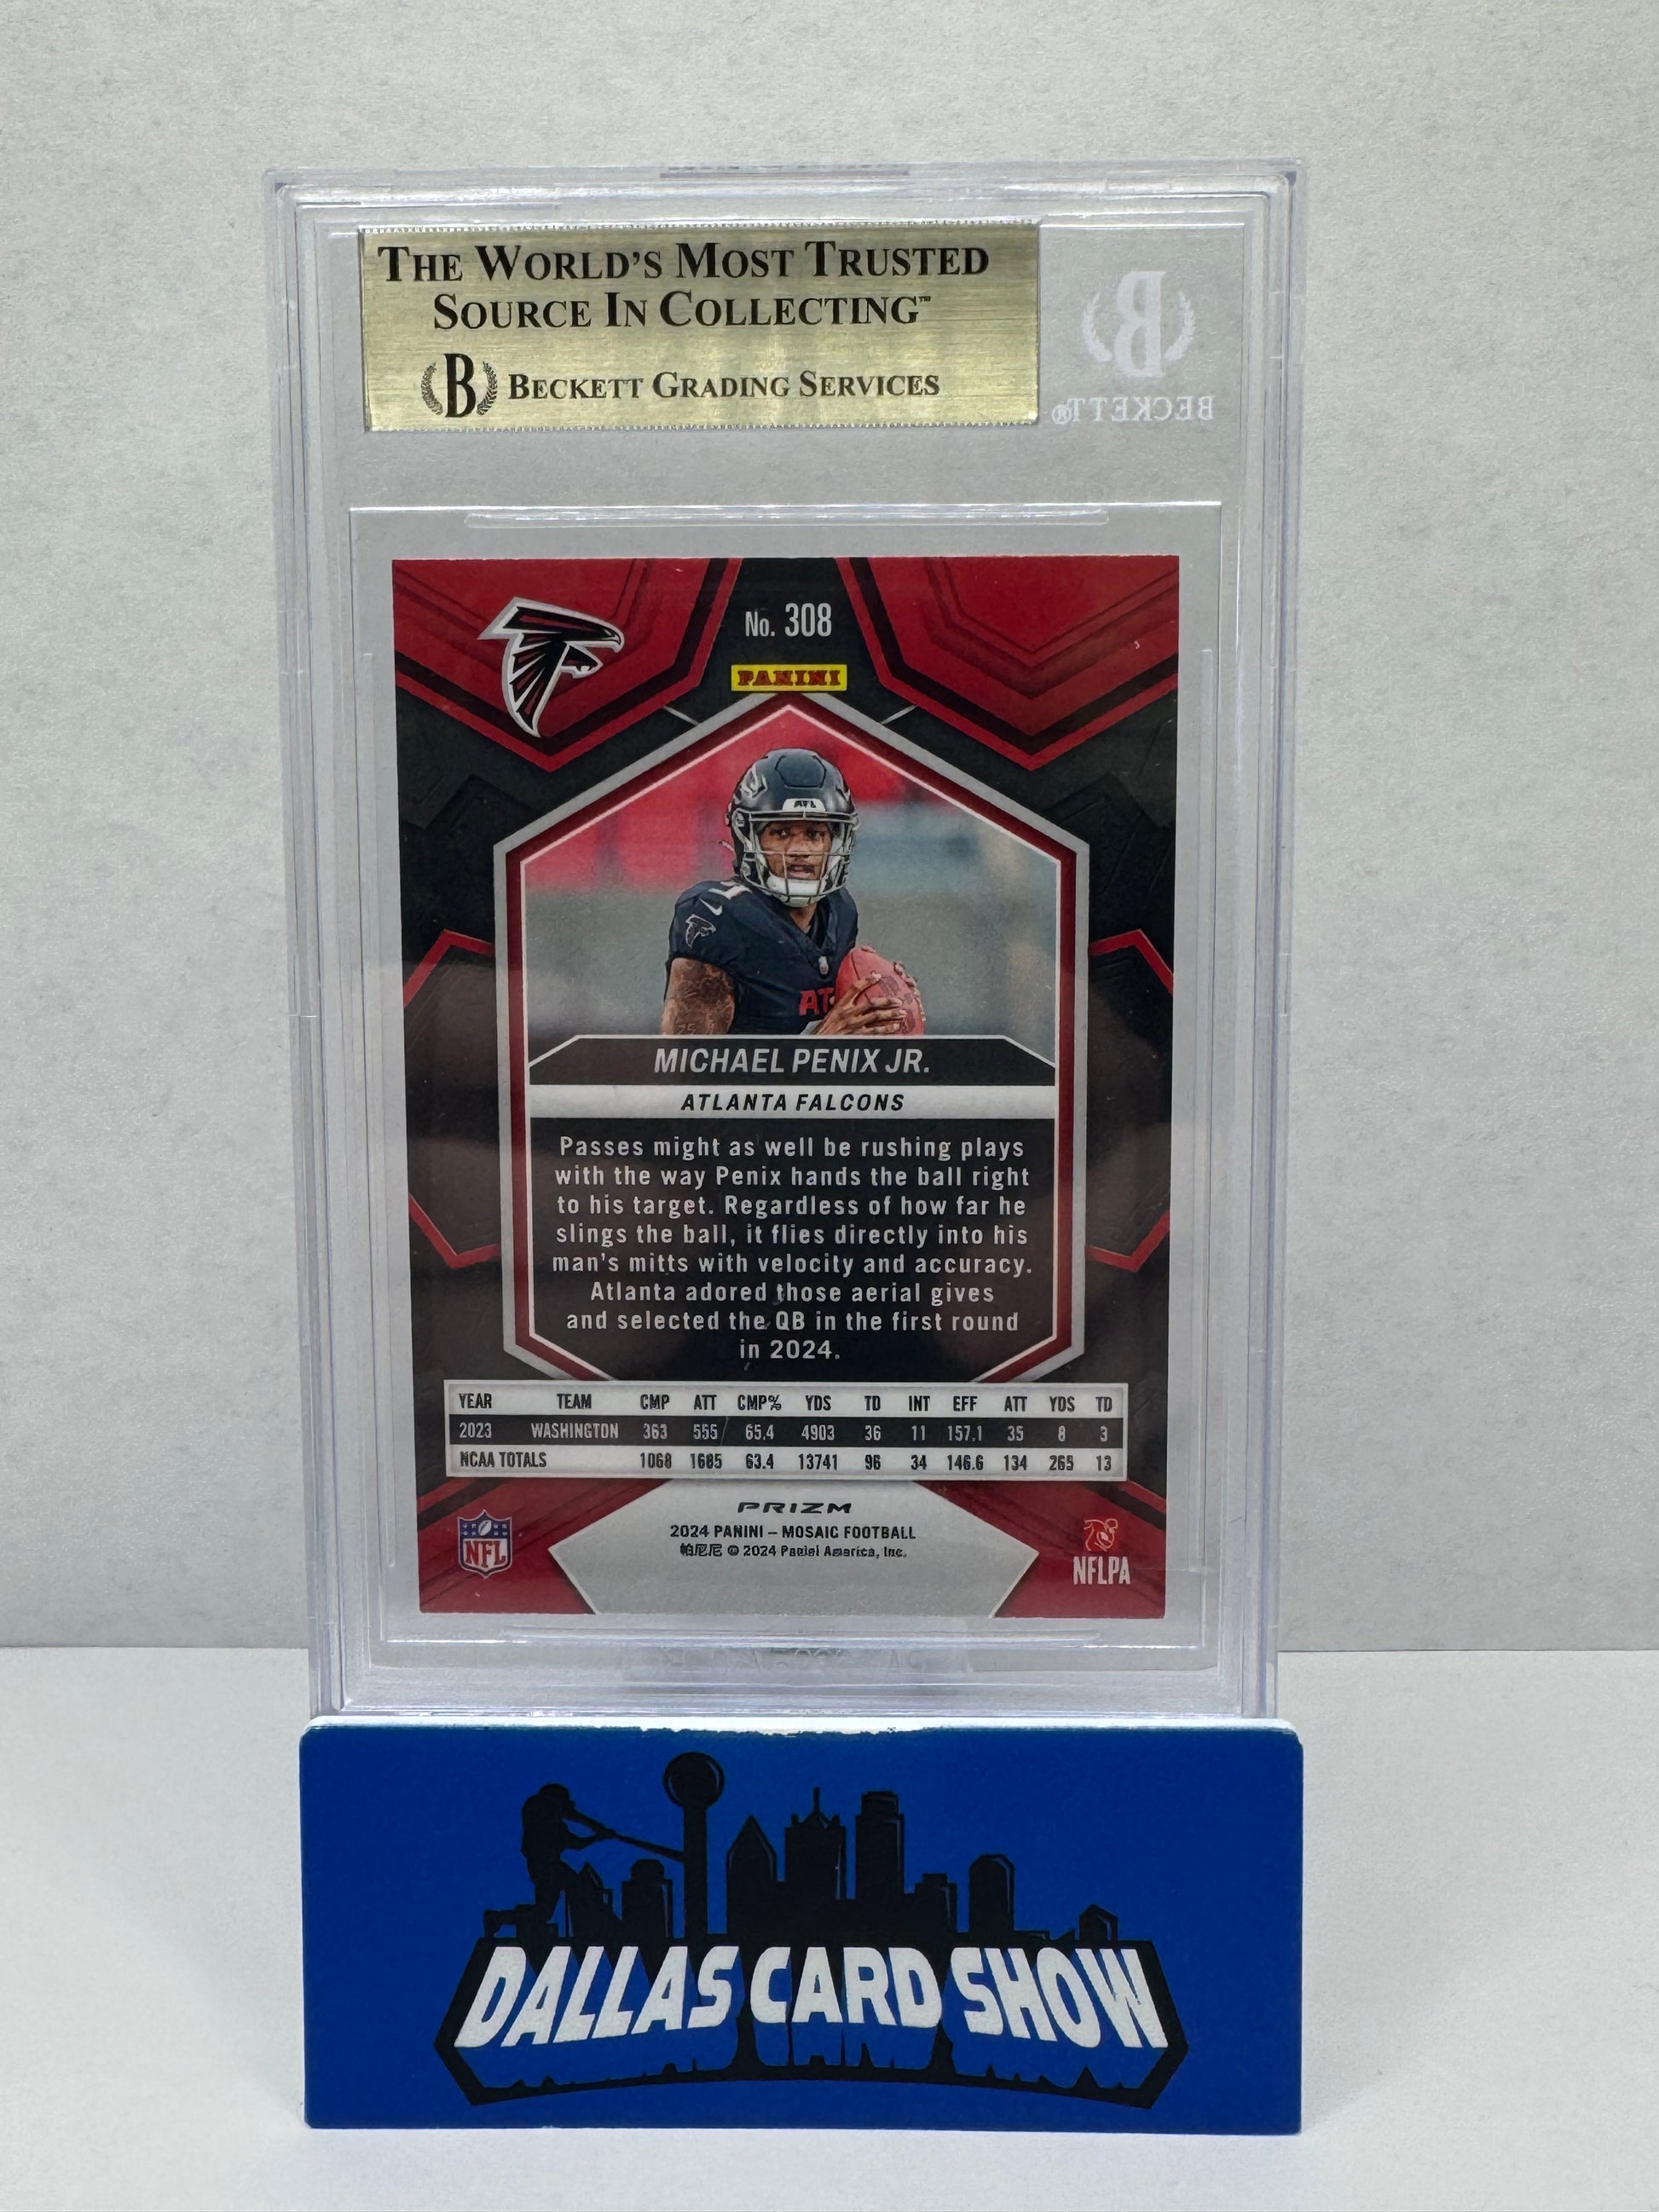 THE WORLD'S MOST TRUSTED
SOURCE IN COLLECTING™
B BECKETT GRADING SERVICES
B
BECKETT®
No. 308
PANINI
ATL
AT
MICHAEL PENIX JR.
ATLANTA FALCONS
Passes might as well be rushing plays
with the way Penix hands the ball right
to his target. Regardless of how far he
slings the ball, it flies directly into his
man's mitts with velocity and accuracy.
Atlanta adored those aerial gives
and selected the QB in the first round
in 2024.
YEAR TEAM CMP ATT CMP% YDS TD INT EFF ATT YDS TD
2023 WASHINGTON 363 555 65.4 4903 36 11 157.1 35 8 3
NCAA TOTALS 1068 1685 63.4 13741 96 34 146.6 134 265 13
PRIZM
2024 PANINI – MOSAIC FOOTBALL
帕尼尼 © 2024 Panini America, Inc.
NFL
NFLPA
DALLAS CARD SHOW